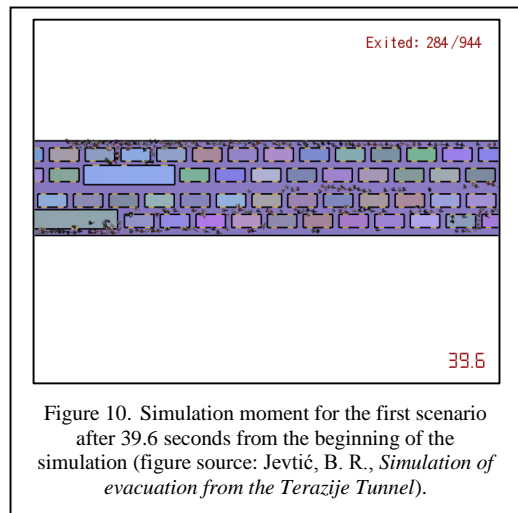 Exited: 284/944
39.6
Figure 10. Simulation moment for the first scenario
after 39.6 seconds from the beginning of the
simulation (figure source: Jevtić, B. R., Simulation of
evacuation from the Terazije Tunnel).